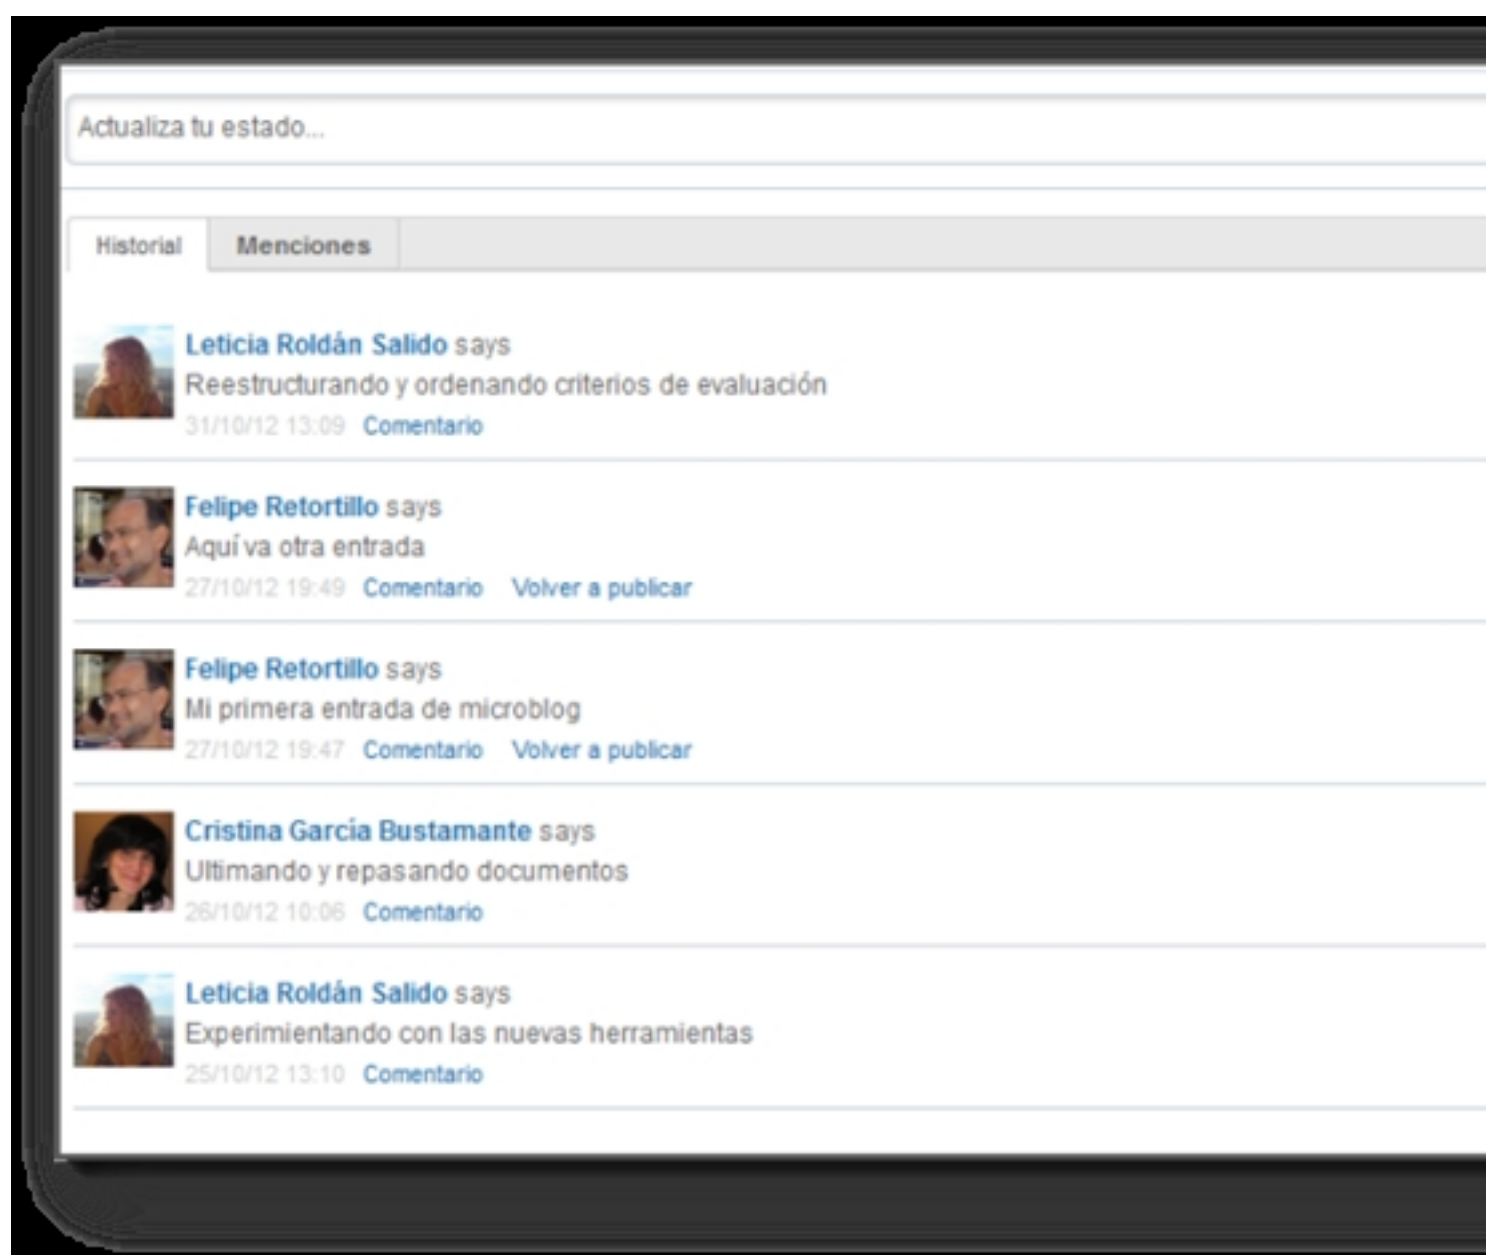 Actualiza tu estado...
Historial Menciones
Leticia Roldán Salido says
Reestructurando y ordenando criterios de evaluación
31/10/12 13:09 Comentario
Felipe Retortillo says
Aquí va otra entrada
27/10/12 19:49 Comentario Volver a publicar
Felipe Retortillo says
Mi primera entrada de microblog
27/10/12 19:47 Comentario Volver a publicar
Cristina García Bustamante says
Ultimando y repasando documentos
26/10/12 10:06 Comentario
Leticia Roldán Salido says
Experimientando con las nuevas herramientas
25/10/12 13:10 Comentario